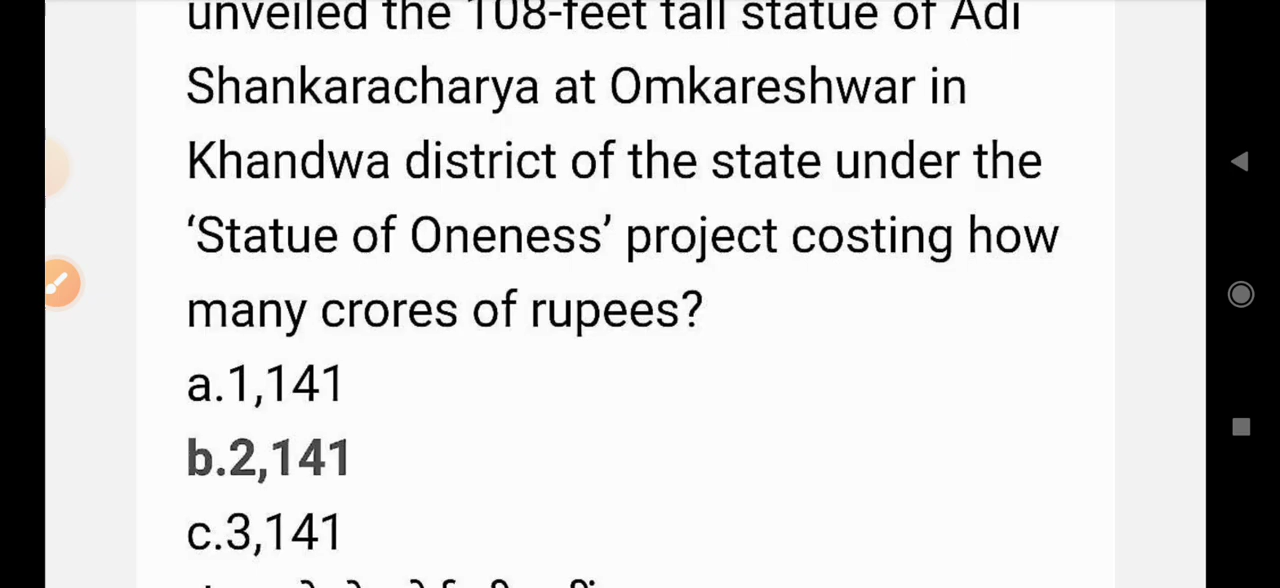 unveiled the 108-feet tall statue of Adi
Shankaracharya at Omkareshwar in
Khandwa district of the state under the
‘Statue of Oneness’ project costing how
many crores of rupees?
a.1,141
b.2,141
c.3,141